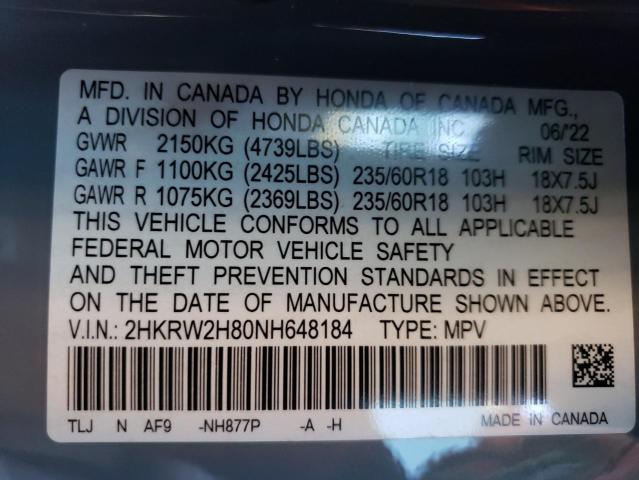 MFD. IN CANADA BY HONDA OF CANADA MFG.,
A DIVISION OF HONDA CANADA INC 06/'22
GVWR 2150KG (4739LBS) TIRE SIZE RIM SIZE
GAWR F 1100KG (2425LBS) 235/60R18 103H 18X7.5J
GAWR R 1075KG (2369LBS) 235/60R18 103H 18X7.5J
THIS VEHICLE CONFORMS TO ALL APPLICABLE
FEDERAL MOTOR VEHICLE SAFETY
AND THEFT PREVENTION STANDARDS IN EFFECT
ON THE DATE OF MANUFACTURE SHOWN ABOVE.
V.I.N.: 2HKRW2H80NH648184 TYPE: MPV
TLJ N AF9 -NH877P -A -H MADE IN CANADA